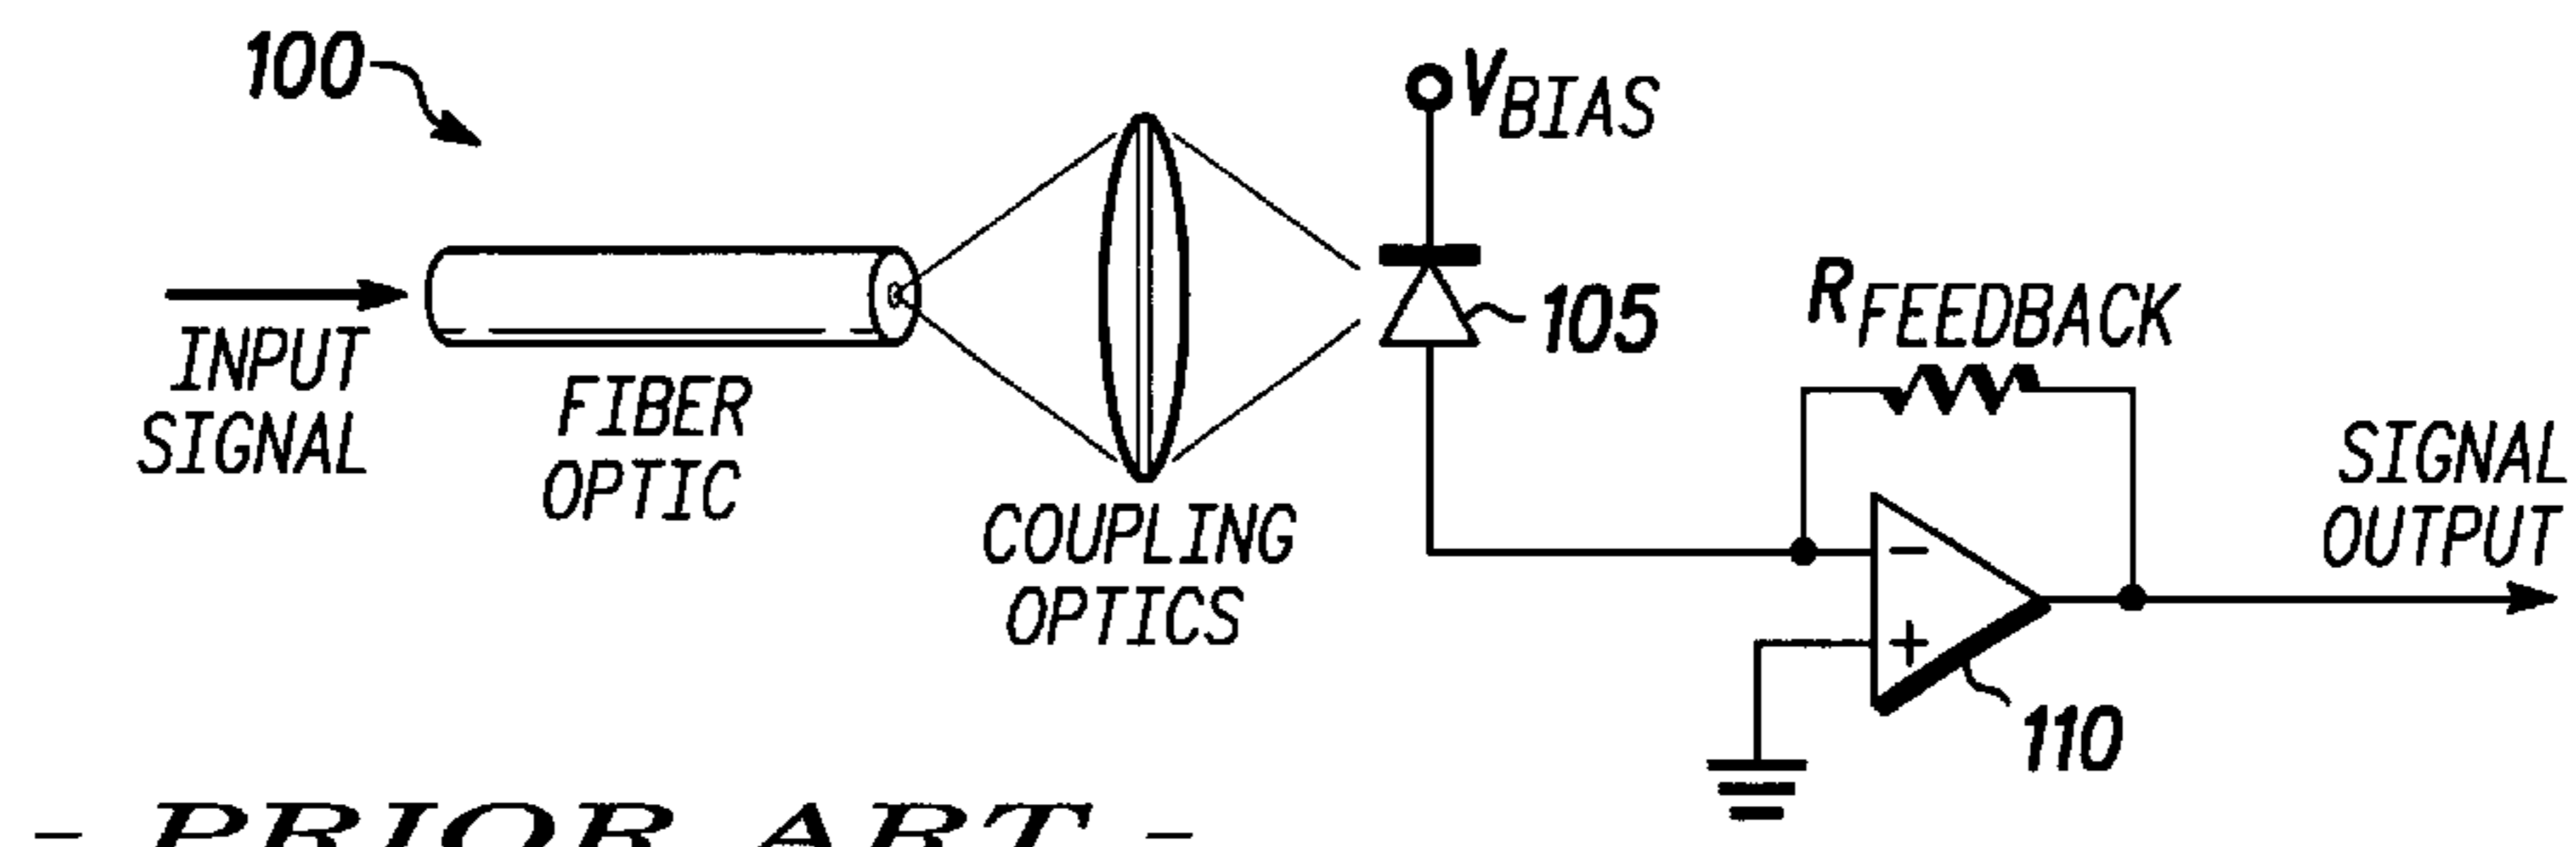 100
VBIAS
INPUT
SIGNAL
FIBER
OPTIC
COUPLING
OPTICS
105
RFEEDBACK
SIGNAL
OUTPUT
-
+
110
- PRIOR ART -